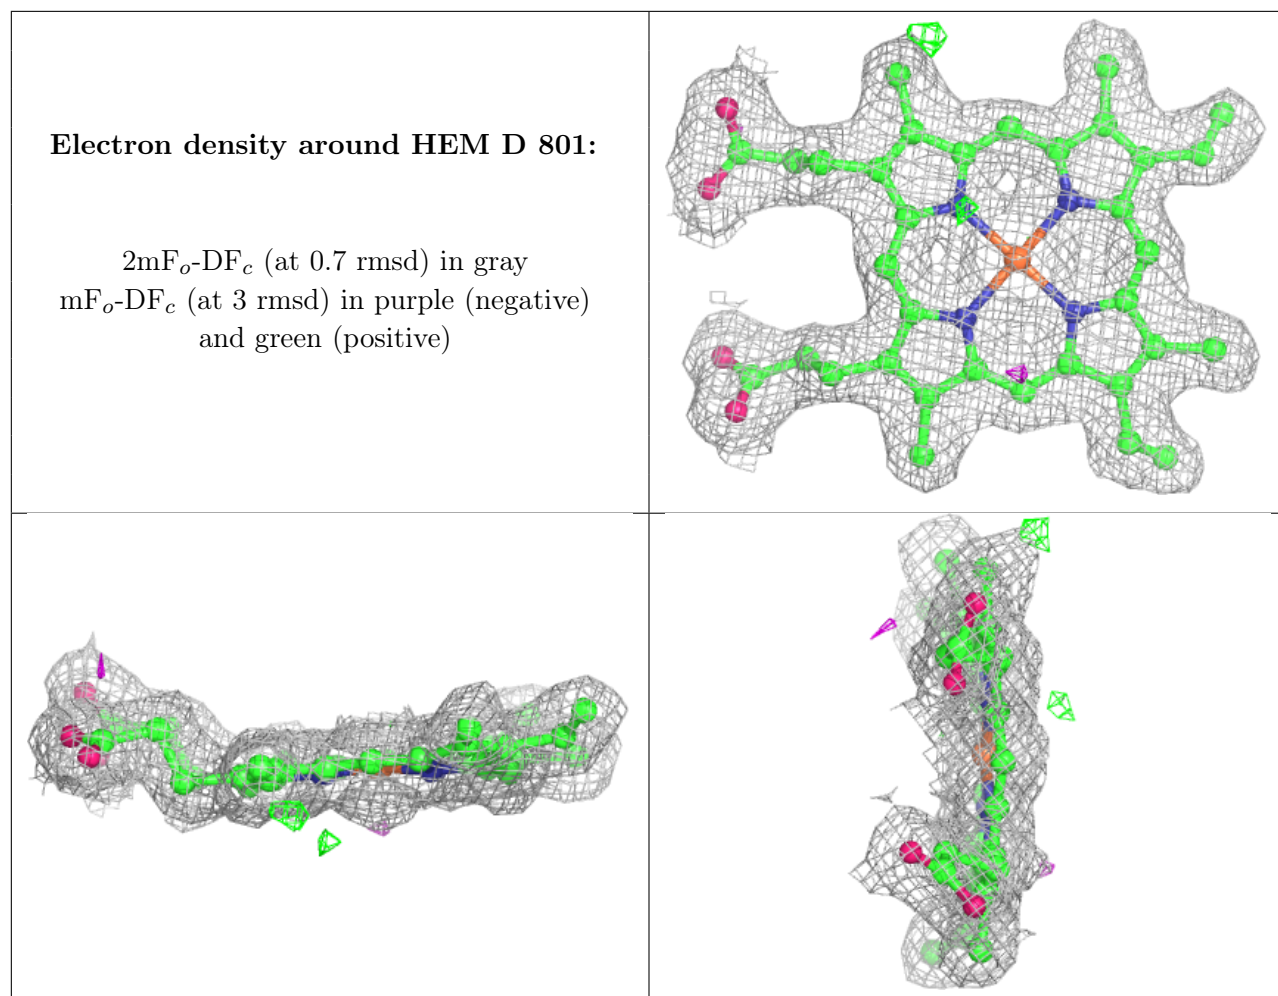 Electron density around HEM D 801:
2mFo-DFc (at 0.7 rmsd) in gray
mFo-DFc (at 3 rmsd) in purple (negative)
and green (positive)